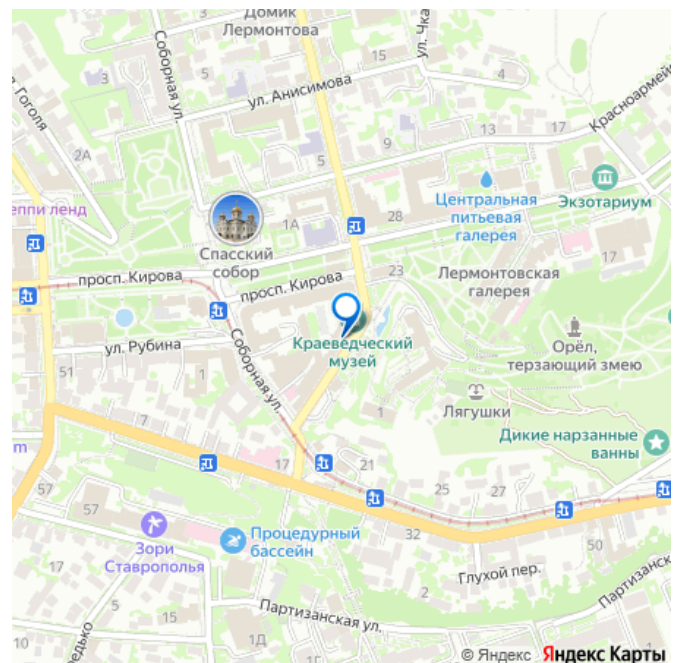 Домик
Лермонтова
15
ул. Чка
Соборная ул.
5
4
3
ул. Анисимова
Гоголя
Красноармей
13
17
9
5
2А
Центральная
питьевая
галерея
Экзотариум
еппи ленд
1А
28
Спасский
собор
17
просп. Кирова
просп. Кирова
23
Лермонтовская
галерея
ул. Рубина
Краеведческий
музей
Орёл,
терзающий змею
51
1
Соборная ул.
Лягушки
7
1
Дикие нарзанные
ванны
m
17
21
57
25
27
57
32
Зори
Ставрополья
Процедурный
бассейн
50
Глухой пер.
2
5
15
Партизанская ул.
Партизанск
редько
1Д
1Г
© Яндекс Яндекс Карты